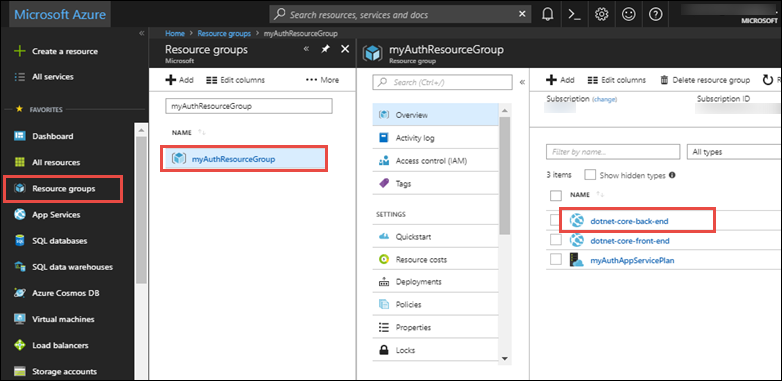 Microsoft Azure
Search resources, services and docs
MICROSOFT
Create a resource
All services
FAVORITES
Dashboard
All resources
Resource groups
App Services
SQL databases
SQL data warehouses
Azure Cosmos DB
Virtual machines
Load balancers
Storage accounts
Home > Resource groups > myAuthResourceGroup
Resource groups
Microsoft
Add Edit columns More
myAuthResourceGroup
NAME
myAuthResourceGroup
myAuthResourceGroup
Resource group
Search (Ctrl+/)
Overview
Activity log
Access control (IAM)
Tags
SETTINGS
Quickstart
Resource costs
Deployments
Policies
Properties
Locks
Add Edit columns Delete resource group R
Subscription (change) Subscription ID
Filter by name... All types
3 items Show hidden types
NAME
dotnet-core-back-end
dotnet-core-front-end
myAuthAppServicePlan